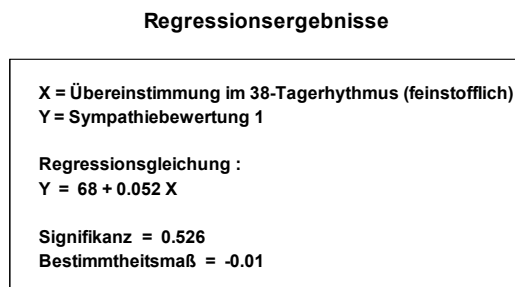 Regressionsergebnisse
X = Übereinstimmung im 38-Tagerhythmus (feinstofflich)
Y = Sympathiebewertung 1
Regressionsgleichung :
Y = 68 + 0.052 X
Signifikanz = 0.526
Bestimmtheitsmaß = -0.01